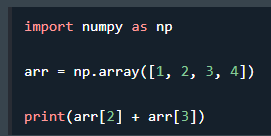 import numpy as np
arr = np.array([1, 2, 3, 4])
print(arr[2] + arr[3])